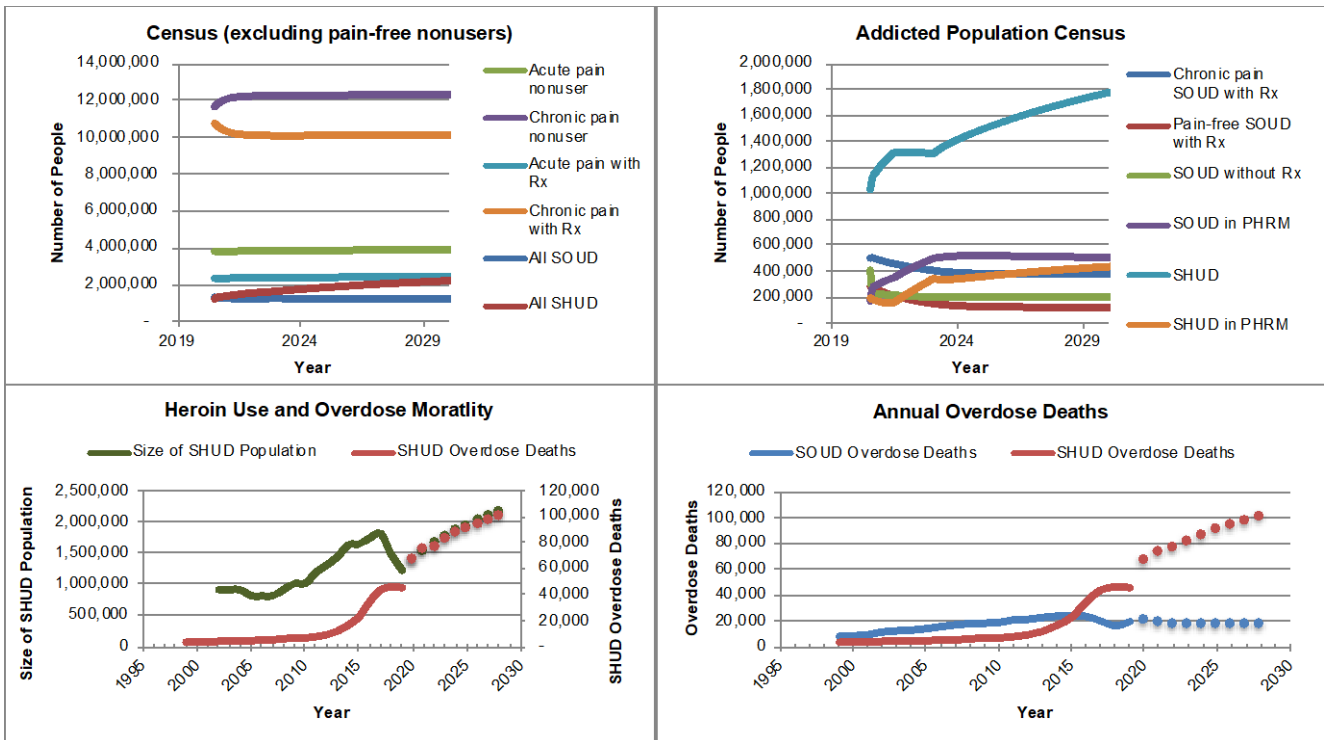 Census (excluding pain-free nonusers)
Number of People
14,000,000
12,000,000
10,000,000
8,000,000
6,000,000
4,000,000
2,000,000
-
2019
2024
2029
Year
Acute pain
nonuser
Chronic pain
nonuser
Acute pain with
Rx
Chronic pain
with Rx
All SOUD
All SHUD
Addicted Population Census
Number of People
2,000,000
1,800,000
1,600,000
1,400,000
1,200,000
1,000,000
800,000
600,000
400,000
200,000
-
2019
2024
2029
Year
Chronic pain
SOUD with Rx
Pain-free SOUD
with Rx
SOUD without Rx
SOUD in PHRM
SHUD
SHUD in PHRM
Heroin Use and Overdose Moratlity
Size of SHUD Population
SHUD Overdose Deaths
Size of SHUD Population
2,500,000
2,000,000
1,500,000
1,000,000
500,000
0
1995
2000
2005
2010
2015
2020
2025
2030
Year
120,000
100,000
80,000
60,000
40,000
20,000
-
SHUD Overdose Deaths
Annual Overdose Deaths
SOUD Overdose Deaths
SHUD Overdose Deaths
Overdose Deaths
120,000
100,000
80,000
60,000
40,000
20,000
0
1995
2000
2005
2010
2015
2020
2025
2030
Year